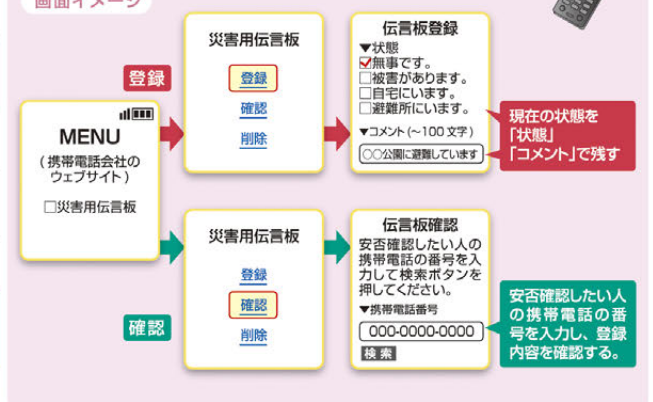 画面イメージ
登録
MENU
(携帯電話会社の
ウェブサイト)
□災害用伝言板
災害用伝言板
登録
確認
削除
伝言板登録
▼状態
☑無事です。
□被害があります。
□自宅にいます。
□避難所にいます。
▼コメント(~100文字)
○○公園に避難しています
現在の状態を
「状態」
「コメント」で残す
確認
災害用伝言板
登録
確認
削除
伝言板確認
安否確認したい人の
携帯電話の番号を入
力して検索ボタンを
押してください。
▼携帯電話番号
000-0000-0000
検索
安否確認したい人
の携帯電話の番
号を入力し、登録
内容を確認する。